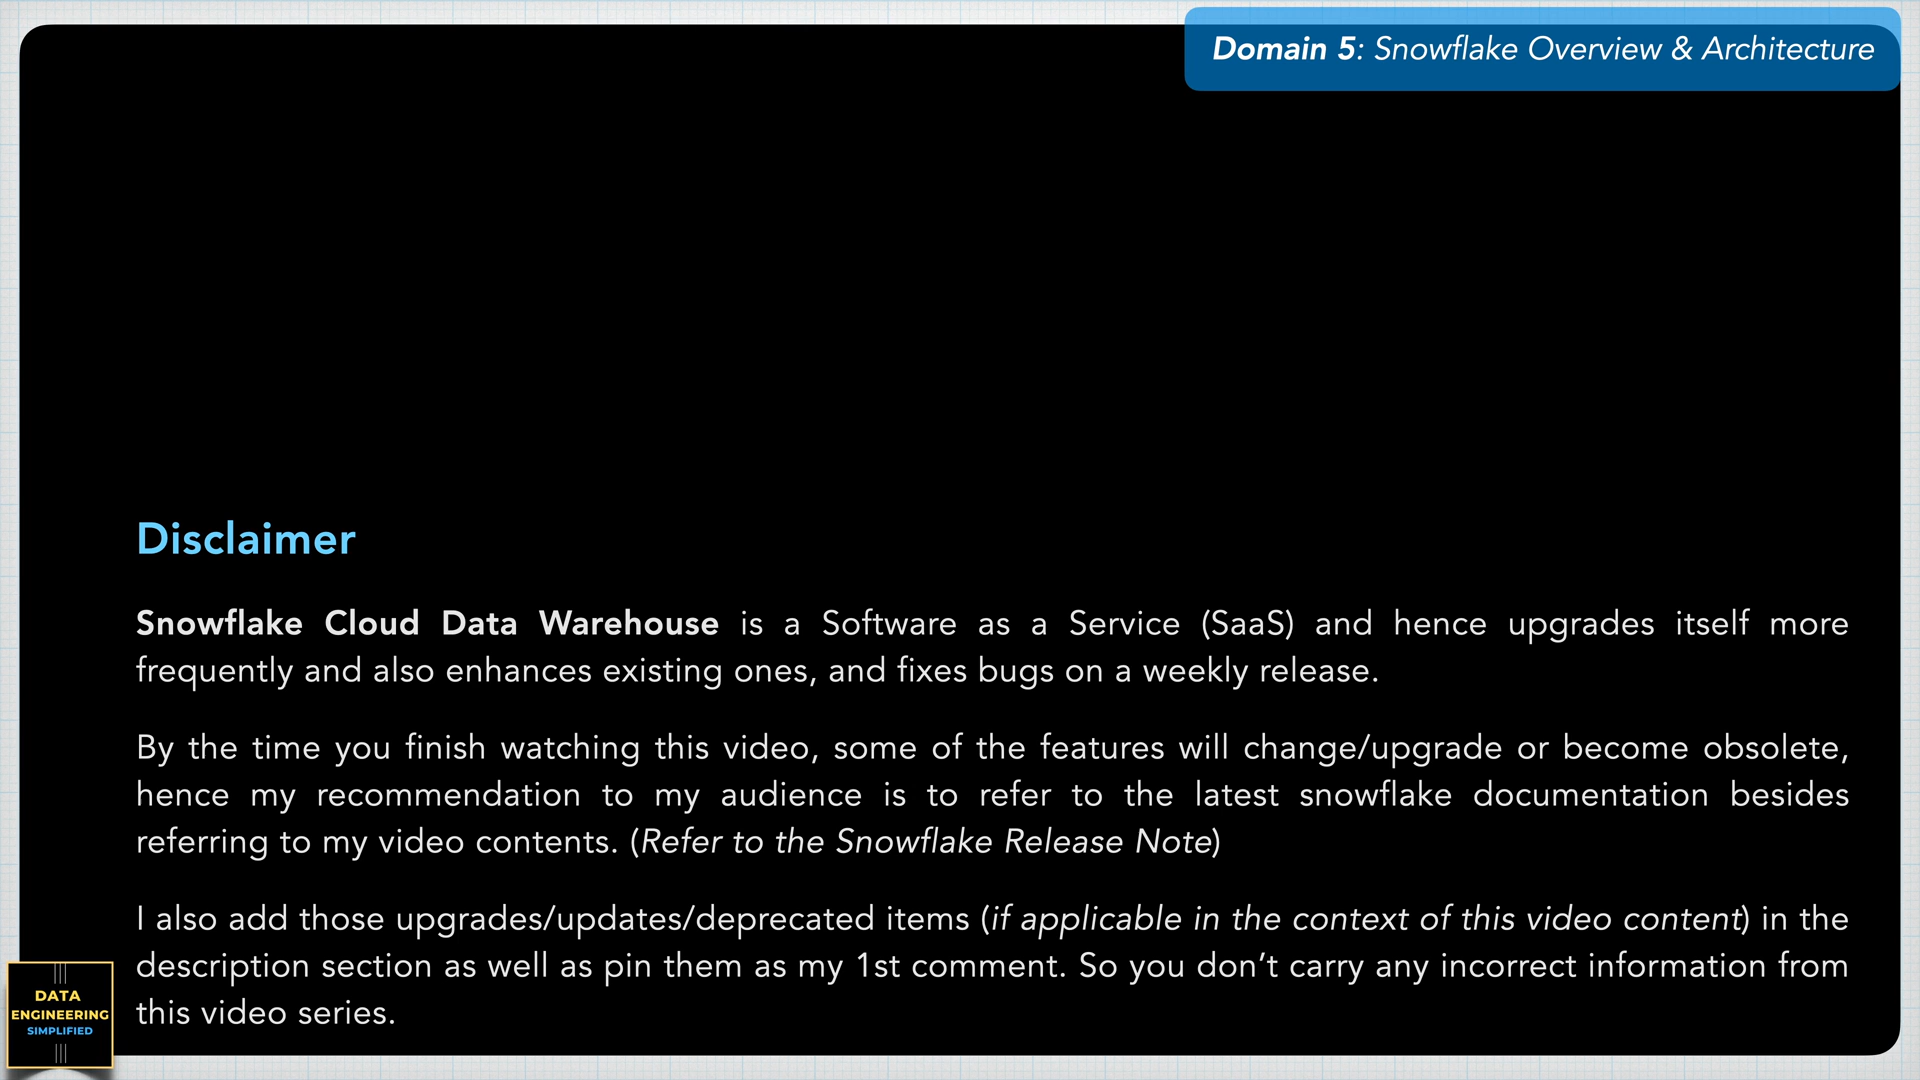 Domain 5: Snowflake Overview & Architecture
Disclaimer
Snowflake Cloud Data Warehouse is a Software as a Service (SaaS) and hence upgrades itself more
frequently and also enhances existing ones, and fixes bugs on a weekly release.
By the time you finish watching this video, some of the features will change/upgrade or become obsolete,
hence my recommendation to my audience is to refer to the latest snowflake documentation besides
referring to my video contents. (Refer to the Snowflake Release Note)
I also add those upgrades/updates/deprecated items (if applicable in the context of this video content) in the
description section as well as pin them as my 1st comment. So you don’t carry any incorrect information from
this video series.
DATA
ENGINEERING
SIMPLIFIED